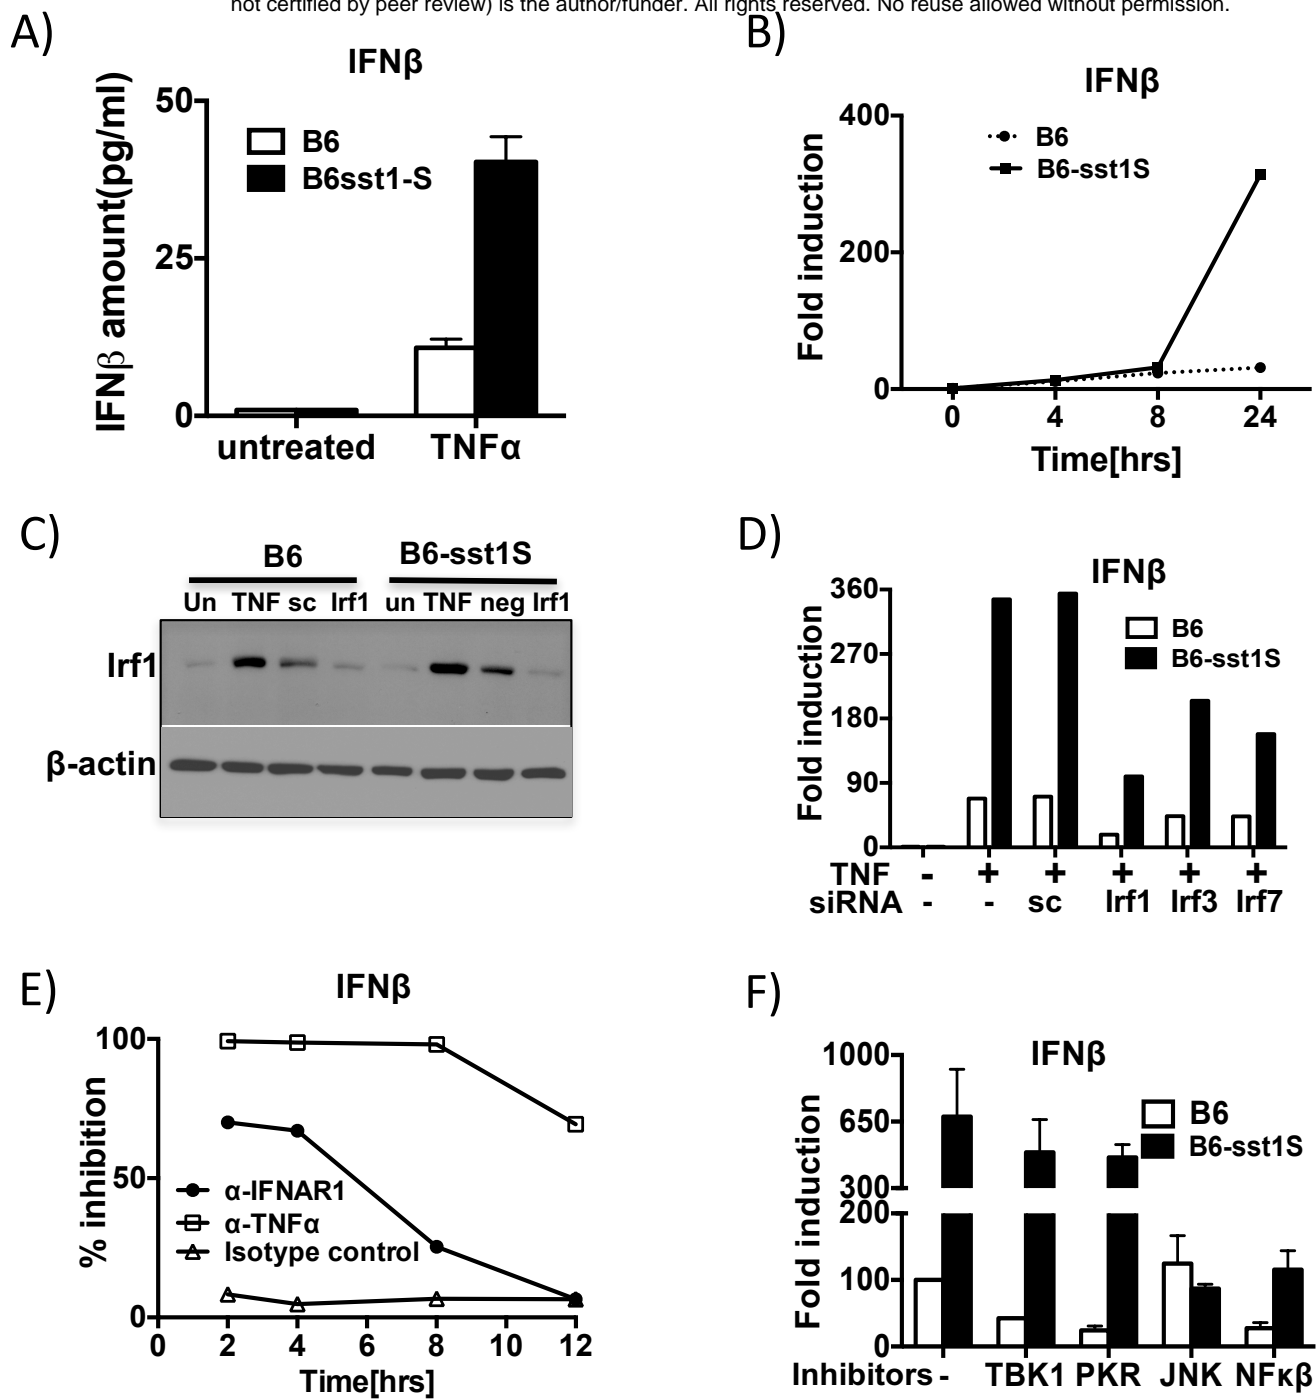 not certified by peer review) is the author/funder. All rights reserved. No reuse allowed without permission.
A)
IFNβ
IFNβ amount(pg/ml)
50
25
0
B6
B6sst1-S
untreated TNFα
B)
IFNβ
Fold induction
400
200
0
B6
B6-sst1S
0 4 8 24
Time[hrs]
C)
B6 B6-sst1S
Un TNF sc Irf1 un TNF neg Irf1
Irf1
β-actin
D)
IFNβ
Fold induction
360
270
180
90
0
B6
B6-sst1S
TNF - + + + + +
siRNA - - sc Irf1 Irf3 Irf7
E)
IFNβ
% inhibition
100
50
0
α-IFNAR1
α-TNFα
Isotype control
0 2 4 6 8 10 12
Time[hrs]
F)
IFNβ
Fold induction Fold induction
1000
650
300
200
100
0
B6
B6-sst1S
Inhibitors - TBK1 PKR JNK NFκβ